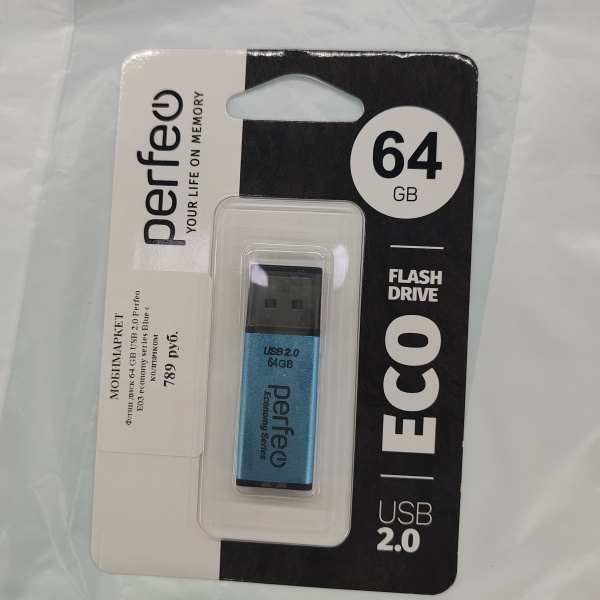 perfeo
YOUR LIFE ON MEMORY
64
GB
FLASH
DRIVE
ECO
USB
2.0
USB 2.0
64GB
perfeo
Economy Series
МОБИМАРКЕТ
Флэш диск 64 GB USB 2.0 Perfeo
E03 economy series Blue с
колпачком
789 руб.